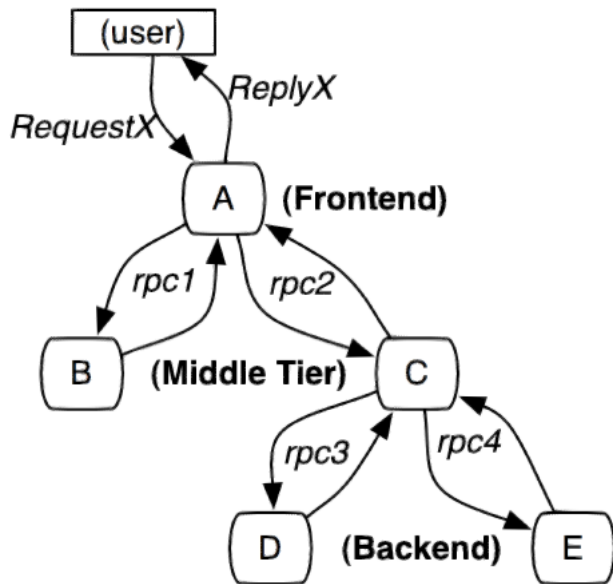 (user)
ReplyX
RequestX
A
(Frontend)
rpc1
rpc2
B
(Middle Tier)
C
rpc3
rpc4
D
(Backend)
E